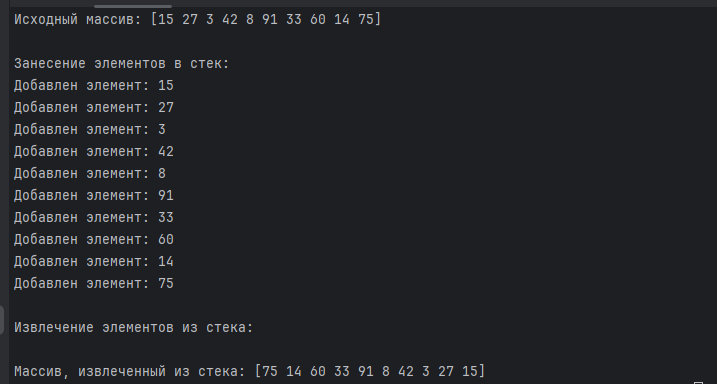 Исходный массив: [15 27 3 42 8 91 33 60 14 75]
Занесение элементов в стек:
Добавлен элемент: 15
Добавлен элемент: 27
Добавлен элемент: 3
Добавлен элемент: 42
Добавлен элемент: 8
Добавлен элемент: 91
Добавлен элемент: 33
Добавлен элемент: 60
Добавлен элемент: 14
Добавлен элемент: 75
Извлечение элементов из стека:
Массив, извлеченный из стека: [75 14 60 33 91 8 42 3 27 15]